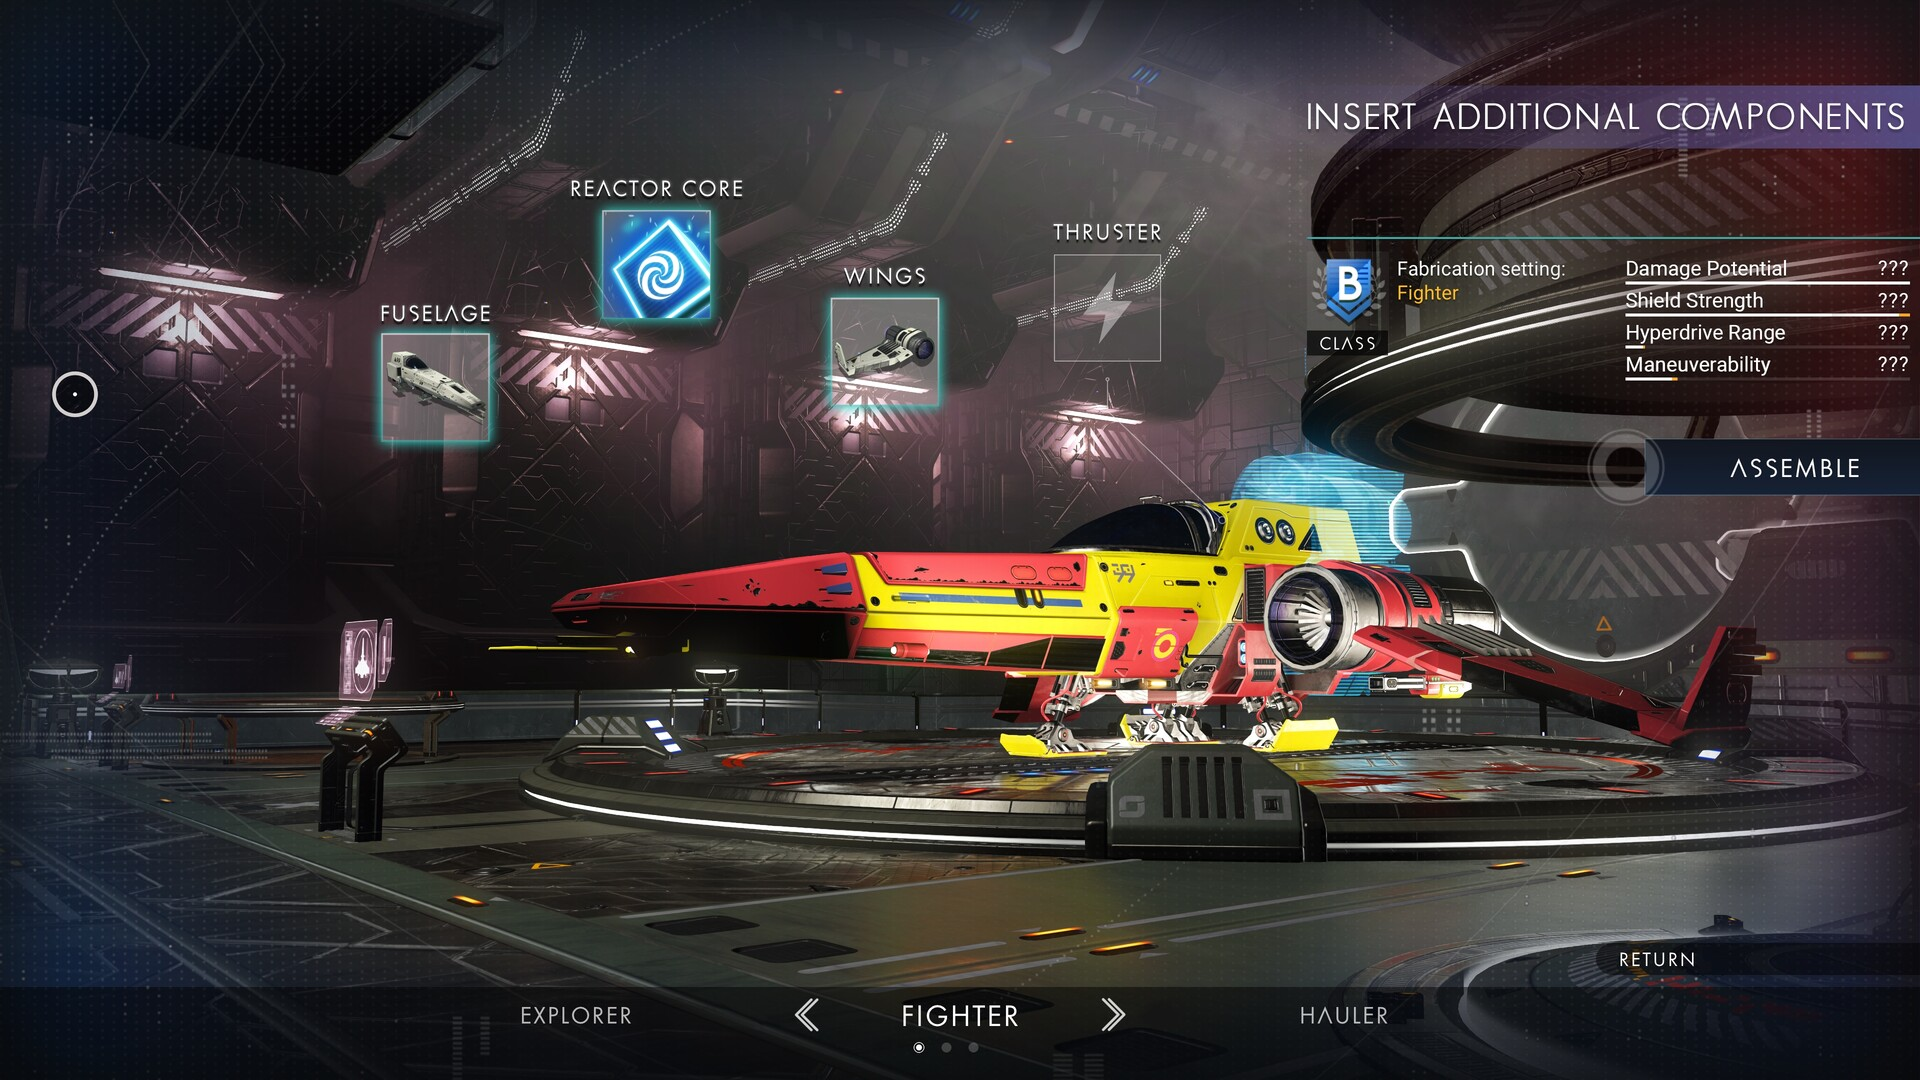 INSERT ADDITIONAL COMPONENTS
REACTOR CORE
THRUSTER
WINGS
FUSELAGE
B
CLASS
Fabrication setting:
Fighter
Damage Potential ???
Shield Strength ???
Hyperdrive Range ???
Maneuverability ???
ASSEMBLE
RETURN
EXPLORER
FIGHTER
HAULER